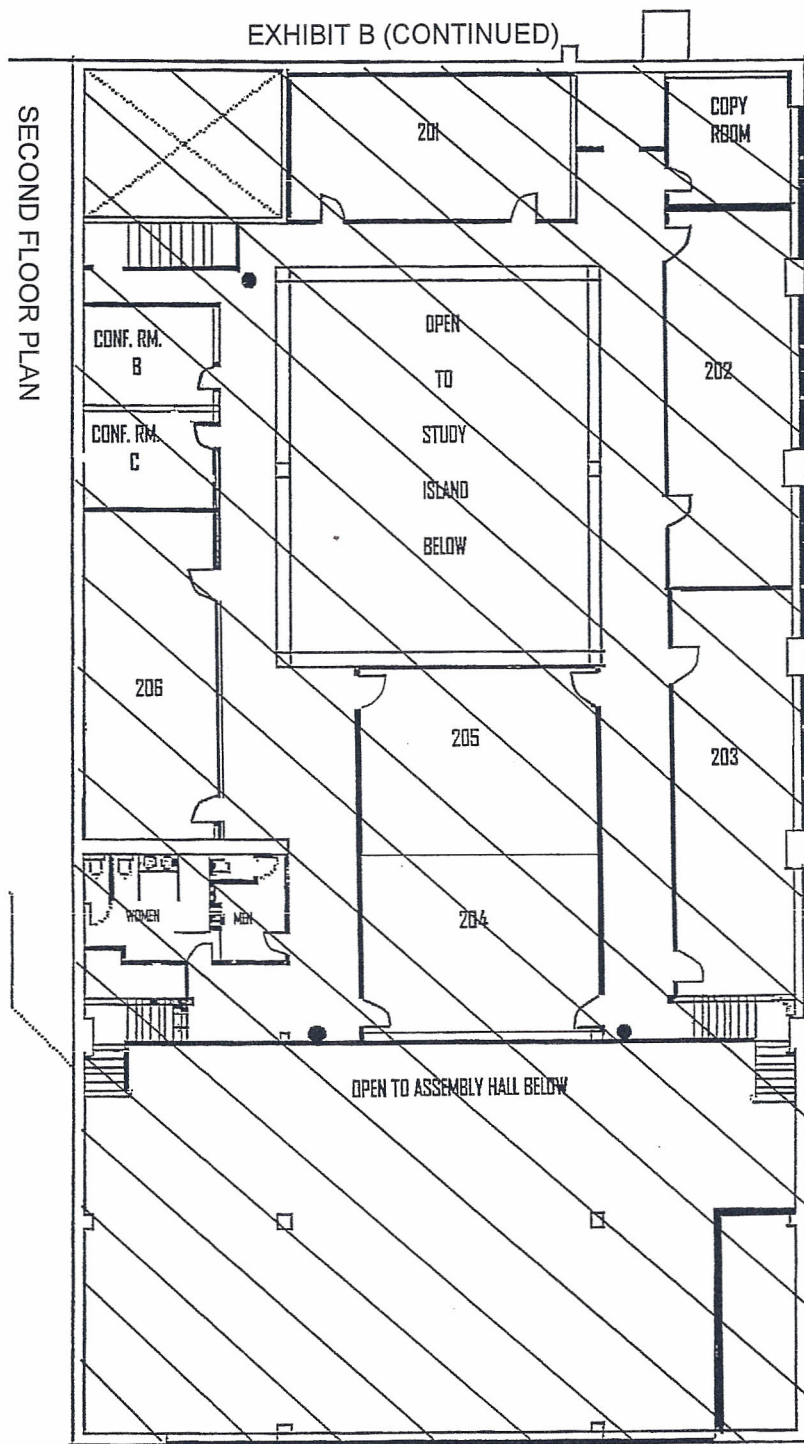 EXHIBIT B (CONTINUED)
SECOND FLOOR PLAN
201
COPY
ROOM
CONF. RM.
B
OPEN
TO
STUDY
ISLAND
BELOW
202
CONF. RM.
C
206
205
203
WOMEN
MEN
204
OPEN TO ASSEMBLY HALL BELOW